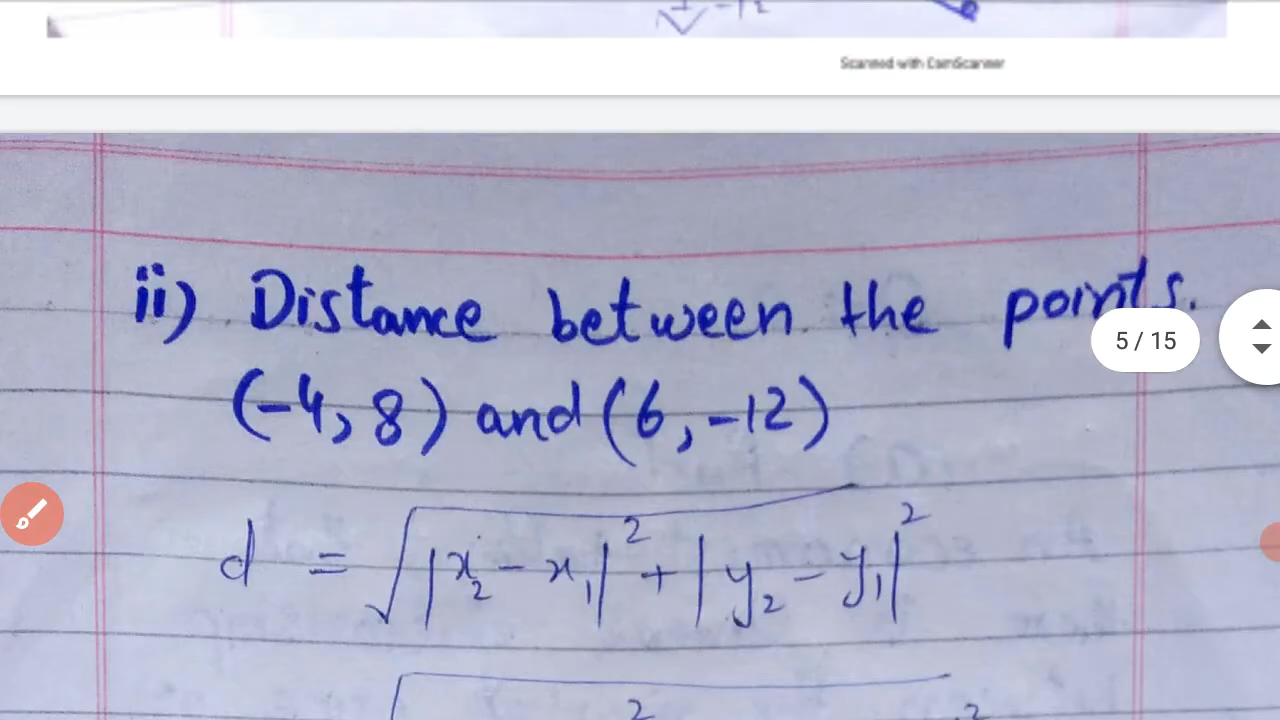 Scanned with CamScanner
ii) Distance between the points.
5 / 15
(-4, 8) and (6, -12)
d = √|x₂ - x₁|² + |y₂ - y₁|²